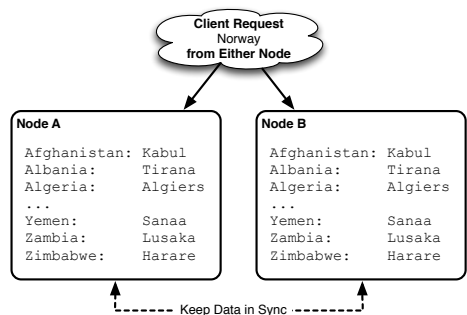 Client Request
Norway
from Either Node
Node A
Afghanistan: Kabul
Albania: Tirana
Algeria: Algiers
...
Yemen: Sanaa
Zambia: Lusaka
Zimbabwe: Harare
Node B
Afghanistan: Kabul
Albania: Tirana
Algeria: Algiers
...
Yemen: Sanaa
Zambia: Lusaka
Zimbabwe: Harare
Keep Data in Sync